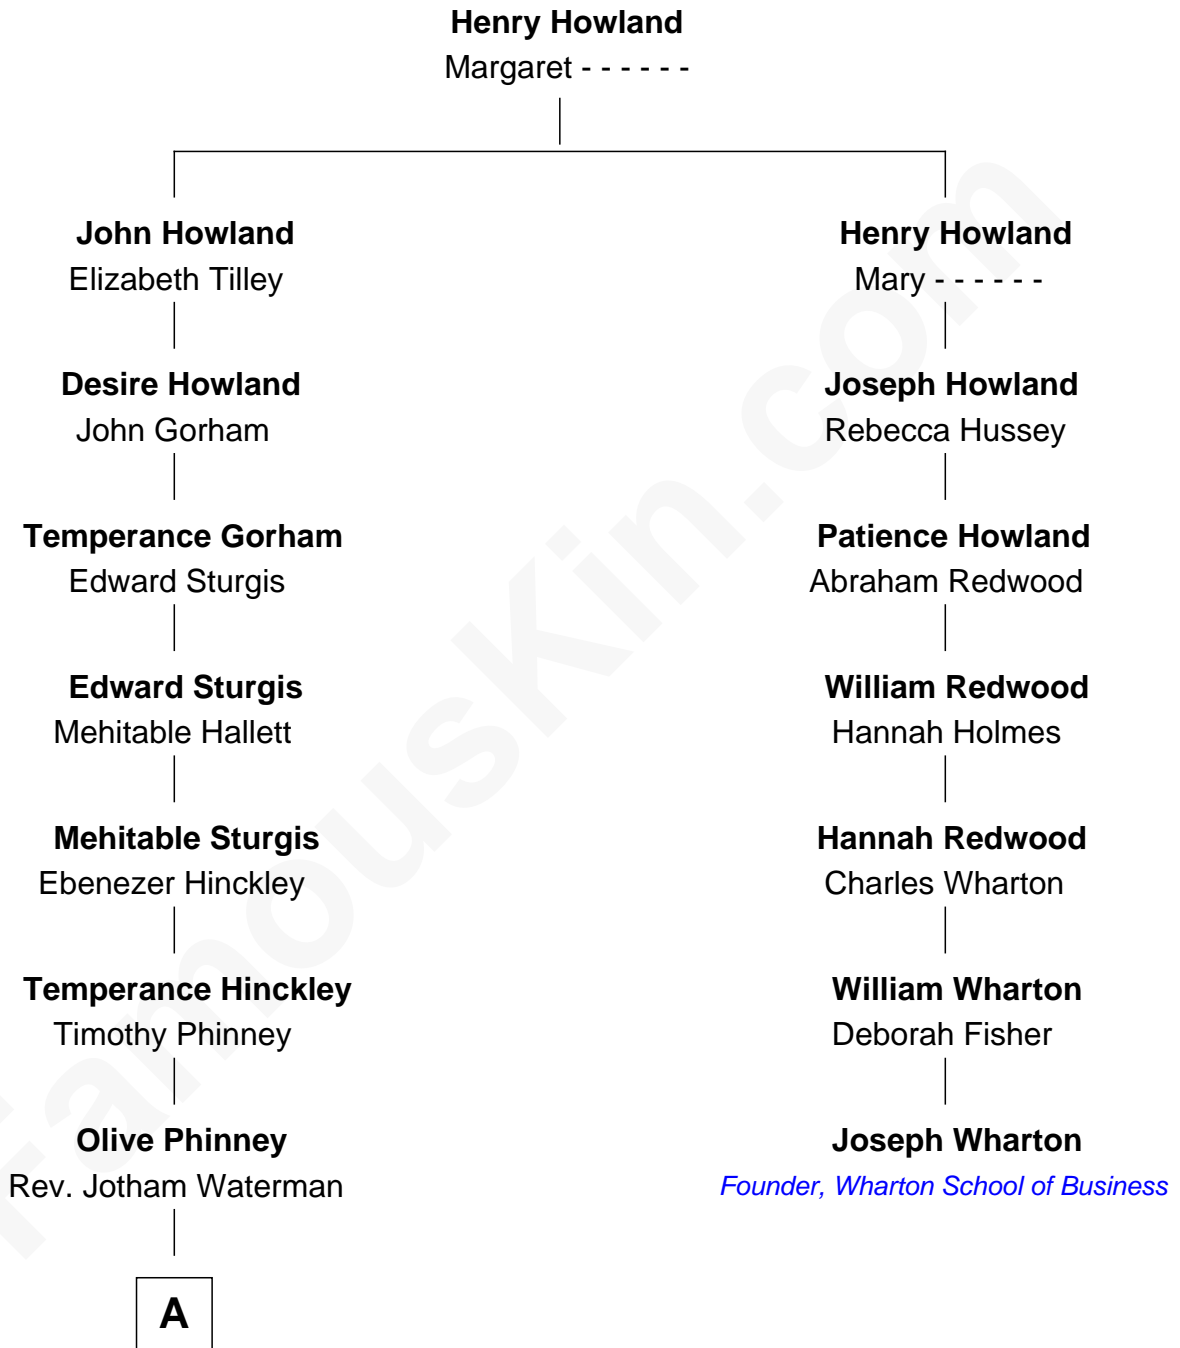 Henry Howland
Margaret - - - - - -
John Howland
Elizabeth Tilley
Henry Howland
Mary - - - - - -
Desire Howland
John Gorham
Joseph Howland
Rebecca Hussey
Temperance Gorham
Edward Sturgis
Patience Howland
Abraham Redwood
Edward Sturgis
Mehitable Hallett
William Redwood
Hannah Holmes
Mehitable Sturgis
Ebenezer Hinckley
Hannah Redwood
Charles Wharton
Temperance Hinckley
Timothy Phinney
William Wharton
Deborah Fisher
Olive Phinney
Rev. Jotham Waterman
Joseph Wharton
Founder, Wharton School of Business
A
FamousKin.com